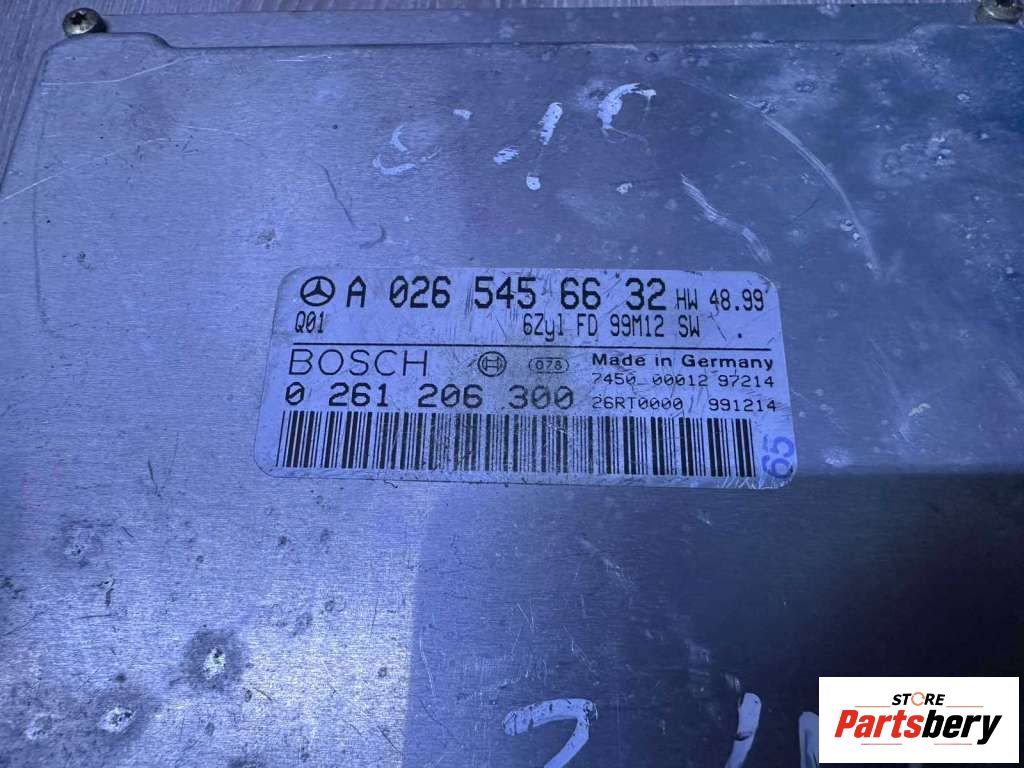 A 026 545 66 32 HW 48.99
Q01 6Zyl FD 99M12 SW .
BOSCH 078 Made in Germany
7450 00012 97214
0 261 206 300 26RT0000 991214
65
STORE
Partsbery